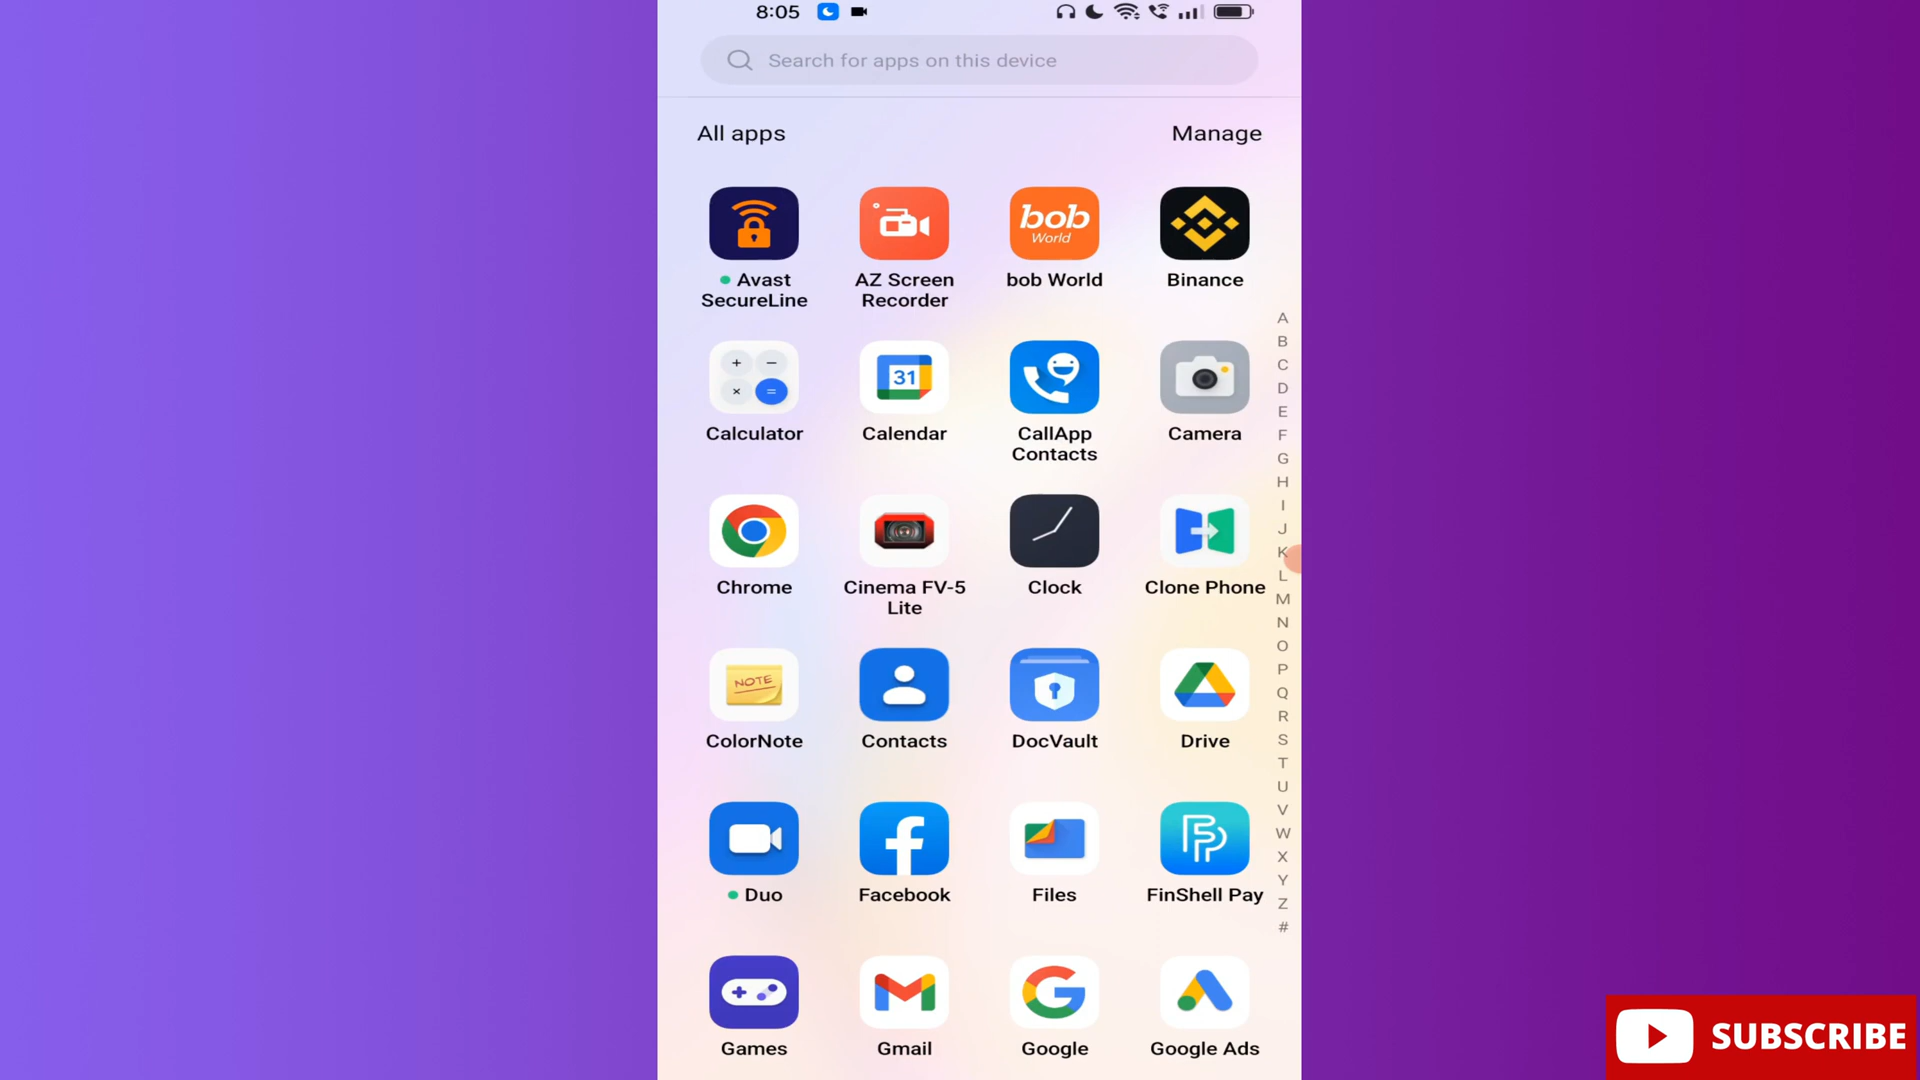 8:05
Search for apps on this device
All apps
Manage
bob
World
Avast
SecureLine
AZ Screen
Recorder
bob World
Binance
31
Calculator
Calendar
CallApp
Contacts
Camera
Chrome
Cinema FV-5
Lite
Clock
Clone Phone
NOTE
ColorNote
Contacts
DocVault
Drive
Duo
Facebook
Files
FinShell Pay
Games
Gmail
Google
Google Ads
A
B
C
D
E
F
G
H
I
J
K
L
M
N
O
P
Q
R
S
T
U
V
W
X
Y
Z
#
SUBSCRIBE